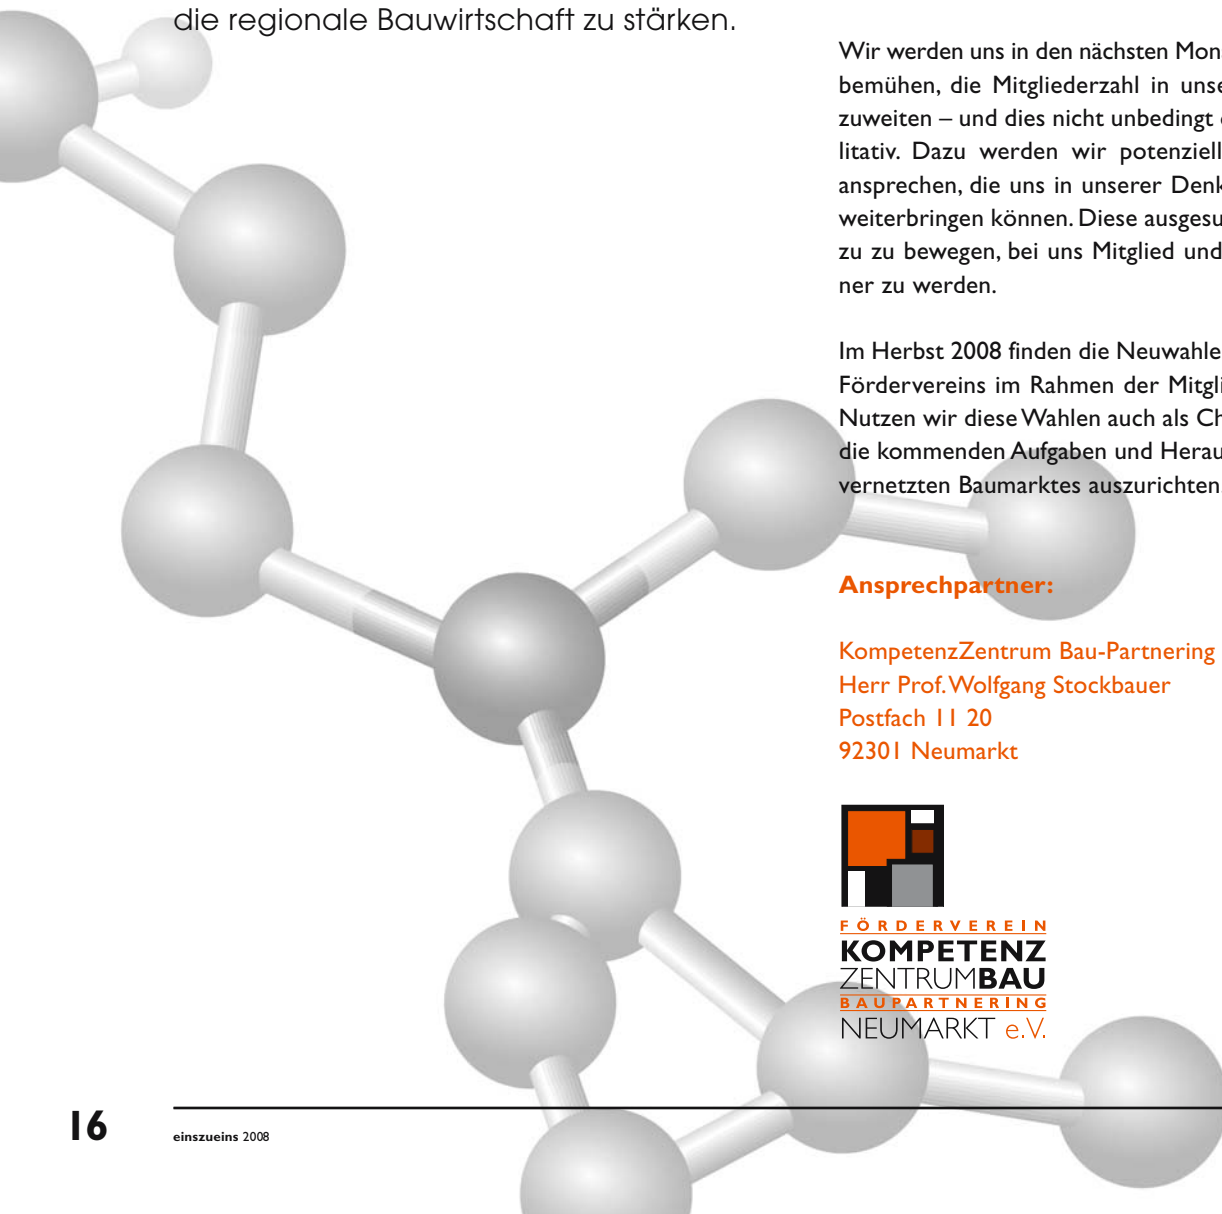 die regionale Bauwirtschaft zu stärken.
Wir werden uns in den nächsten Mon
bemühen, die Mitgliederzahl in unse
zuweiten – und dies nicht unbedingt
litativ. Dazu werden wir potenziell
ansprechen, die uns in unserer Denk
weiterbringen können. Diese ausgesu
zu zu bewegen, bei uns Mitglied und
ner zu werden.
Im Herbst 2008 finden die Neuwahle
Fördervereins im Rahmen der Mitgli
Nutzen wir diese Wahlen auch als Ch
die kommenden Aufgaben und Herau
vernetzten Baumarktes auszurichten
Ansprechpartner:
KompetenzZentrum Bau-Partnering
Herr Prof. Wolfgang Stockbauer
Postfach 11 20
92301 Neumarkt
FÖRDERVEREIN
KOMPETENZ
ZENTRUMBAU
BAUPARTNERING
NEUMARKT e.V.
16
einszueins 2008